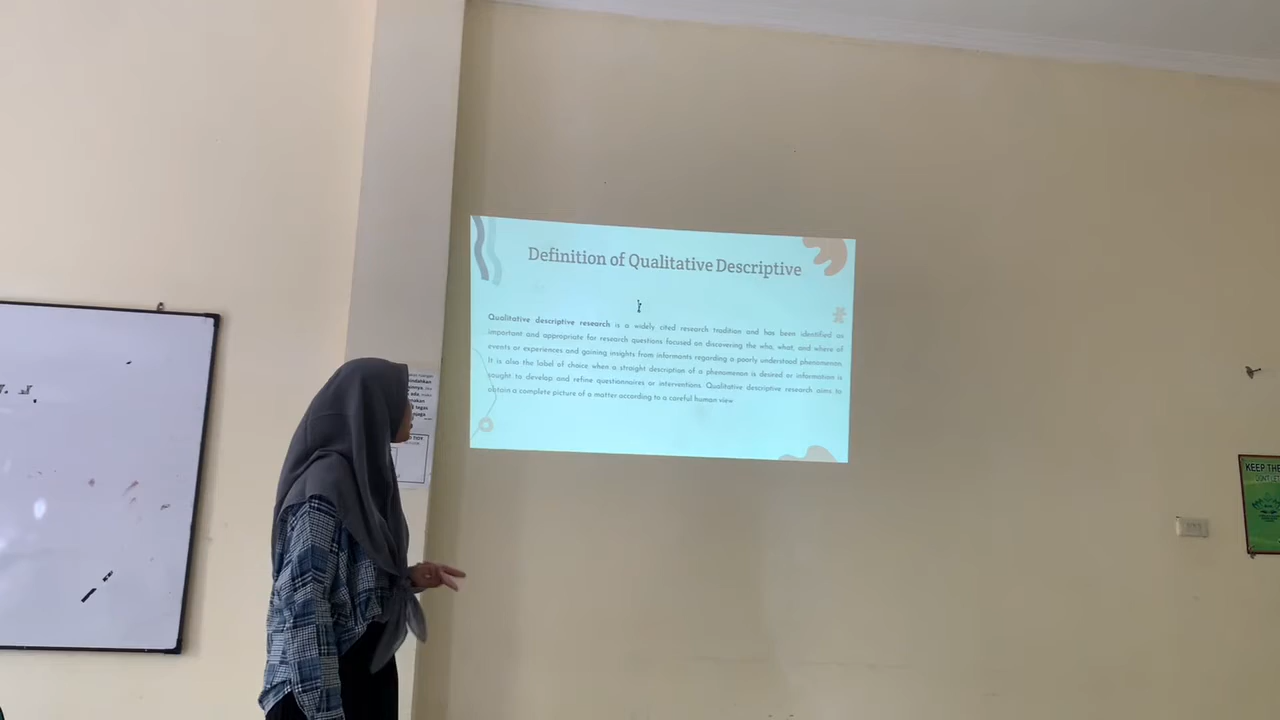 Definition of Qualitative Descriptive
Qualitative descriptive research is a widely cited research tradition and has been identified as
important and appropriate for research questions focused on discovering the who, what, and where of
events or experiences and gaining insights from informants regarding a poorly understood phenomenon.
It is also the label of choice when a straight description of a phenomenon is desired or information is
sought to develop and refine questionnaires or interventions. Qualitative descriptive research aims to
obtain a complete picture of a matter according to a careful human view
KEEP THE